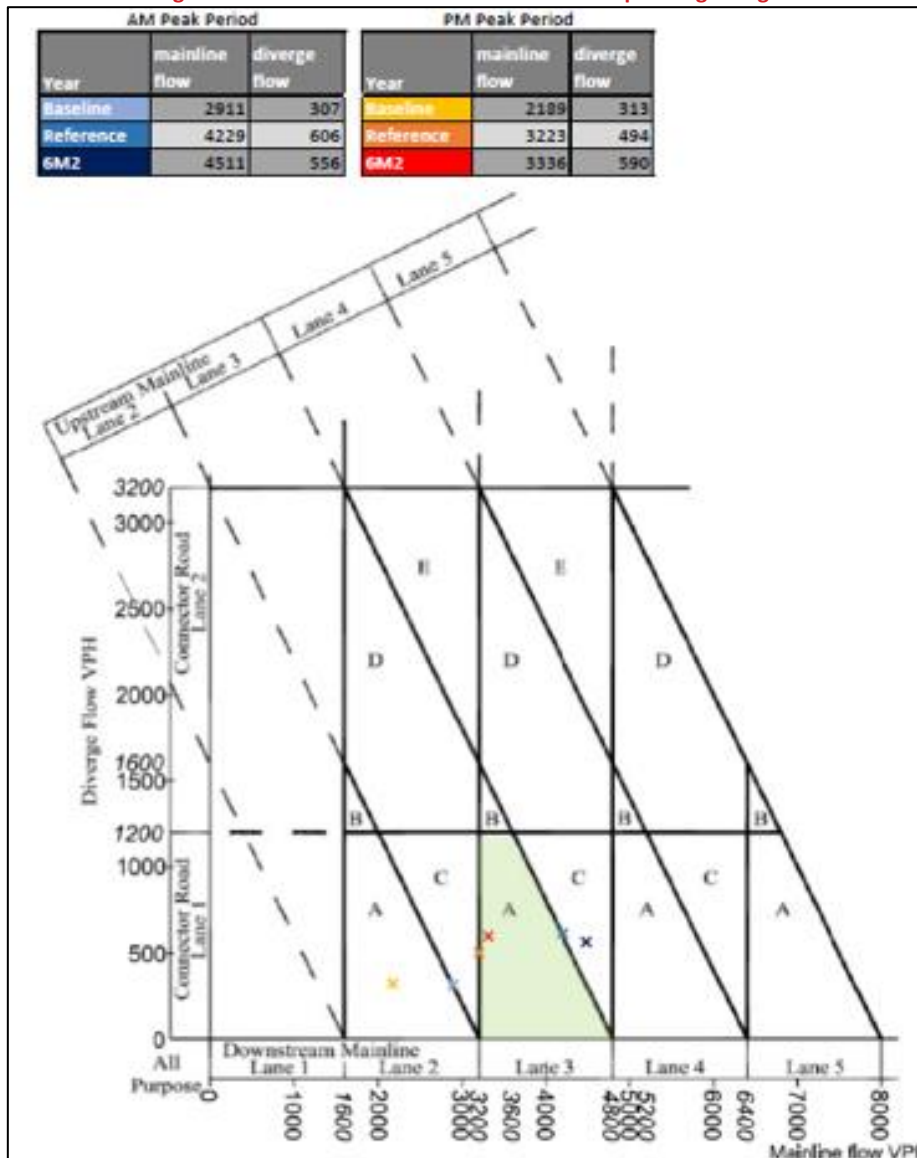 AM Peak Period
PM Peak Period
Year mainline flow diverge flow
Baseline 2911 307
Reference 4229 606
6M2 4511 556
Year mainline flow diverge flow
Baseline 2189 313
Reference 3223 494
6M2 3336 590
Upstream Mainline
Lane 2
Lane 3
Lane 4
Lane 5
Diverge Flow VPH
Connector Road
Lane 2
Connector Road
Lane 1
3200
3000
2500
2000
1600
1500
1200
1000
500
0
E E
D D D
B B B B
C C C
A A A A
All Purpose
Downstream Mainline
Lane 1 Lane 2 Lane 3 Lane 4 Lane 5
0 1000 1600 2000 3000 3200 3600 4000 4800 5000 5200 6000 6400 7000 8000
Mainline flow VPH